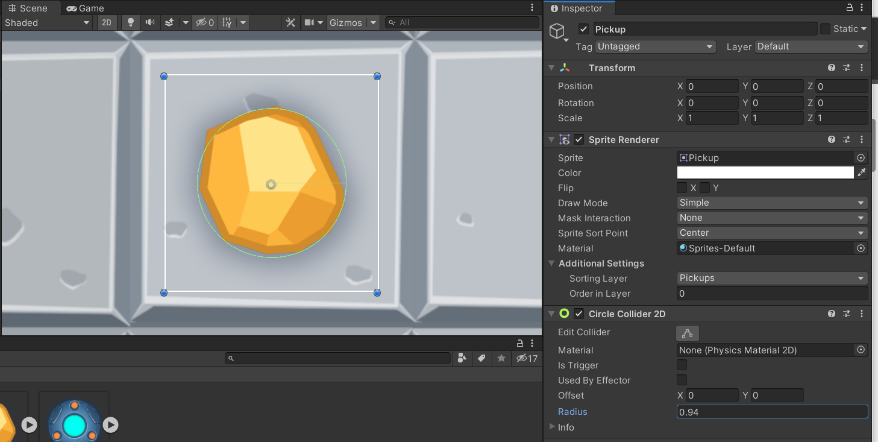 Scene
Game
Shaded
2D
0
Gizmos
All
17
Inspector
Pickup
Static
Tag Untagged
Layer Default
Transform
Position X 0 Y 0 Z 0
Rotation X 0 Y 0 Z 0
Scale X 1 Y 1 Z 1
Sprite Renderer
Sprite Pickup
Color
Flip X Y
Draw Mode Simple
Mask Interaction None
Sprite Sort Point Center
Material Sprites-Default
Additional Settings
Sorting Layer Pickups
Order in Layer 0
Circle Collider 2D
Edit Collider
Material None (Physics Material 2D)
Is Trigger
Used By Effector
Offset X 0 Y 0
Radius 0.94
Info